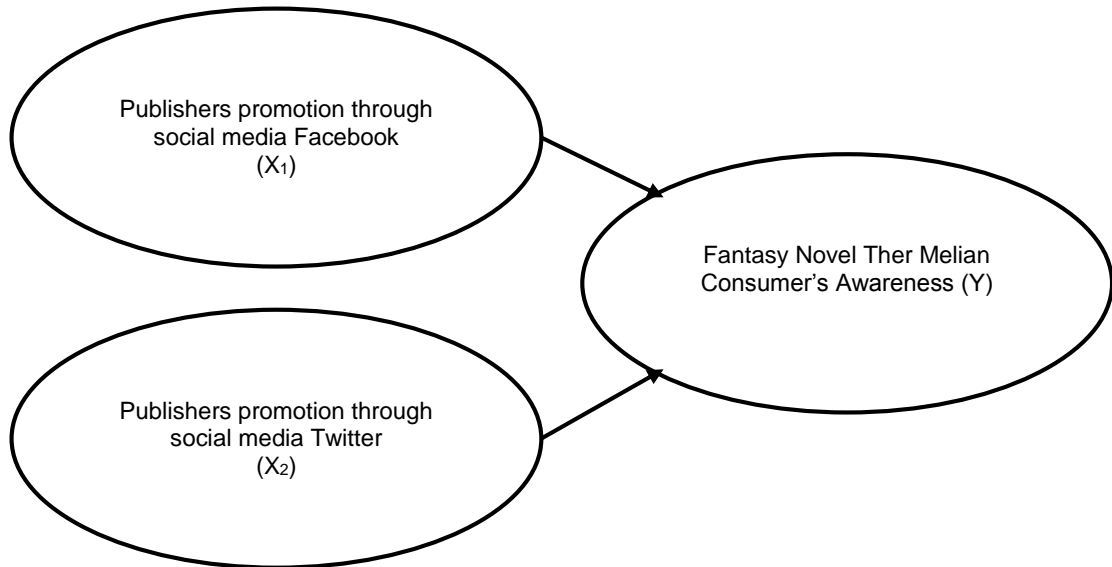 Publishers promotion through
social media Facebook
(X₁)
Fantasy Novel Ther Melian
Consumer’s Awareness (Y)
Publishers promotion through
social media Twitter
(X₂)